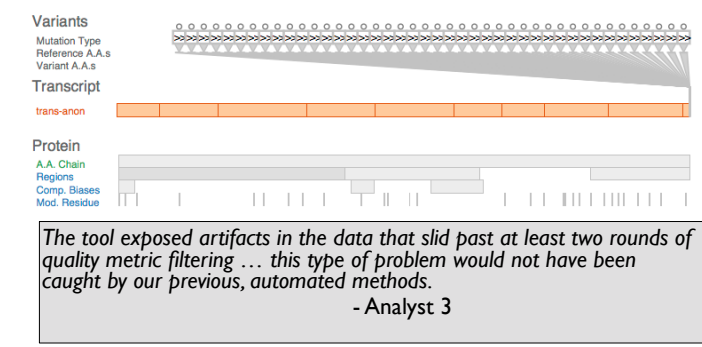 Variants
Mutation Type
Reference A.A.s
Variant A.A.s
Transcript
trans-anon
Protein
A.A. Chain
Regions
Comp. Biases
Mod. Residue
The tool exposed artifacts in the data that slid past at least two rounds of
quality metric filtering … this type of problem would not have been
caught by our previous, automated methods.
- Analyst 3